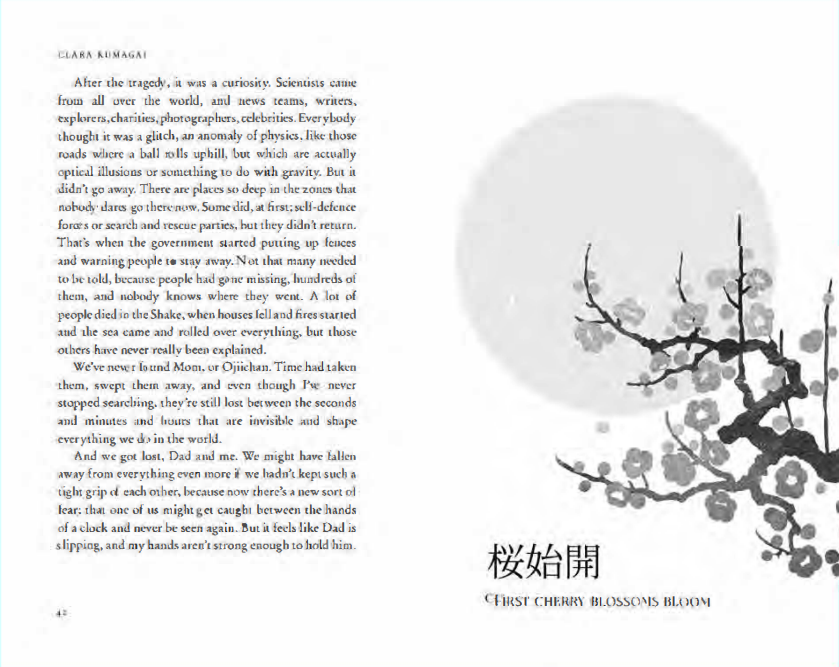 CLARA KUMAGAI
After the tragedy, it was a curiosity. Scientists came
from all over the world, and news teams, writers,
explorers, charities, photographers, celebrities. Everybody
thought it was a glitch, an anomaly of physics, like those
roads where a ball rolls uphill, but which are actually
optical illusions or something to do with gravity. But it
didn't go away. There are places so deep in the zones that
nobody dares go there now. Some did, at first; self-defence
forces or search and rescue parties, but they didn't return.
That's when the government started putting up fences
and warning people to stay away. Not that many needed
to be told, because people had gone missing, hundreds of
them, and nobody knows where they went. A lot of
people died in the Shake, when houses fell and fires started
and the sea came and rolled over everything, but those
others have never really been explained.
We've never found Mom, or Ojiichan. Time had taken
them, swept them away, and even though I've never
stopped searching, they're still lost between the seconds
and minutes and hours that are invisible and shape
everything we do in the world.
And we got lost, Dad and me. We might have fallen
away from everything even more if we hadn't kept such a
tight grip of each other, because now there's a new sort of
fear: that one of us might get caught between the hands
of a clock and never be seen again. But it feels like Dad is
slipping, and my hands aren't strong enough to hold him.
42
桜始開
FIRST CHERRY BLOSSOMS BLOOM